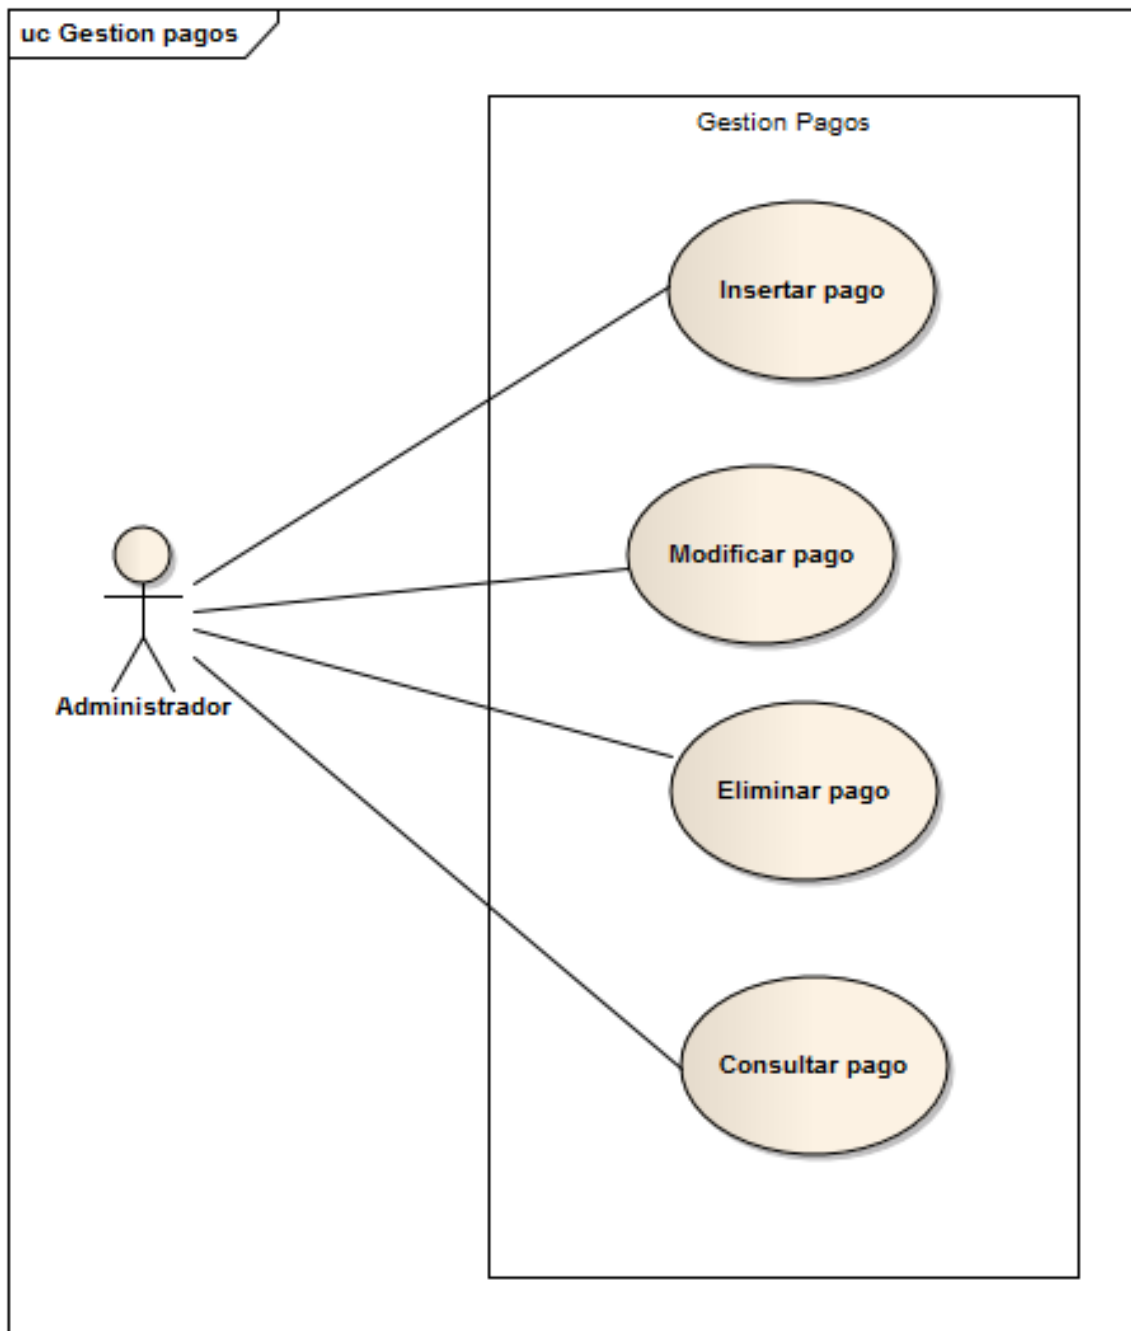 uc Gestion pagos
Gestion Pagos
Insertar pago
Modificar pago
Administrador
Eliminar pago
Consultar pago